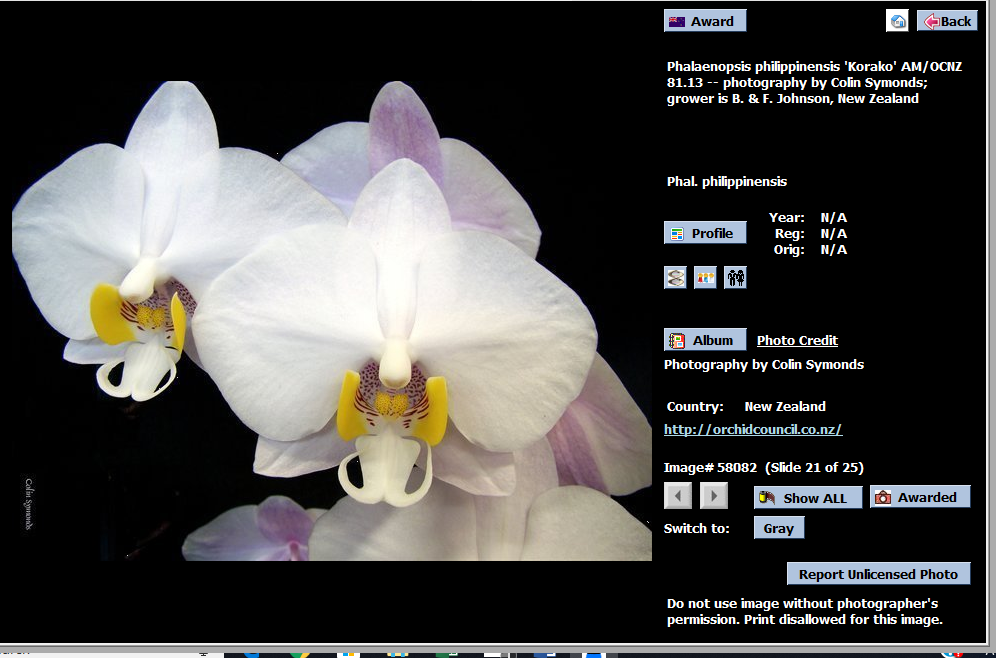 Award
Back
Phalaenopsis philippinensis 'Korako' AM/OCNZ
81.13 -- photography by Colin Symonds;
grower is B. & F. Johnson, New Zealand
Phal. philippinensis
Year: N/A
Profile
Reg: N/A
Orig: N/A
Album Photo Credit
Photography by Colin Symonds
Country: New Zealand
http://orchidcouncil.co.nz/
Image# 58082 (Slide 21 of 25)
Show ALL Awarded
Switch to: Gray
Report Unlicensed Photo
Do not use image without photographer's
permission. Print disallowed for this image.
Colin Symonds